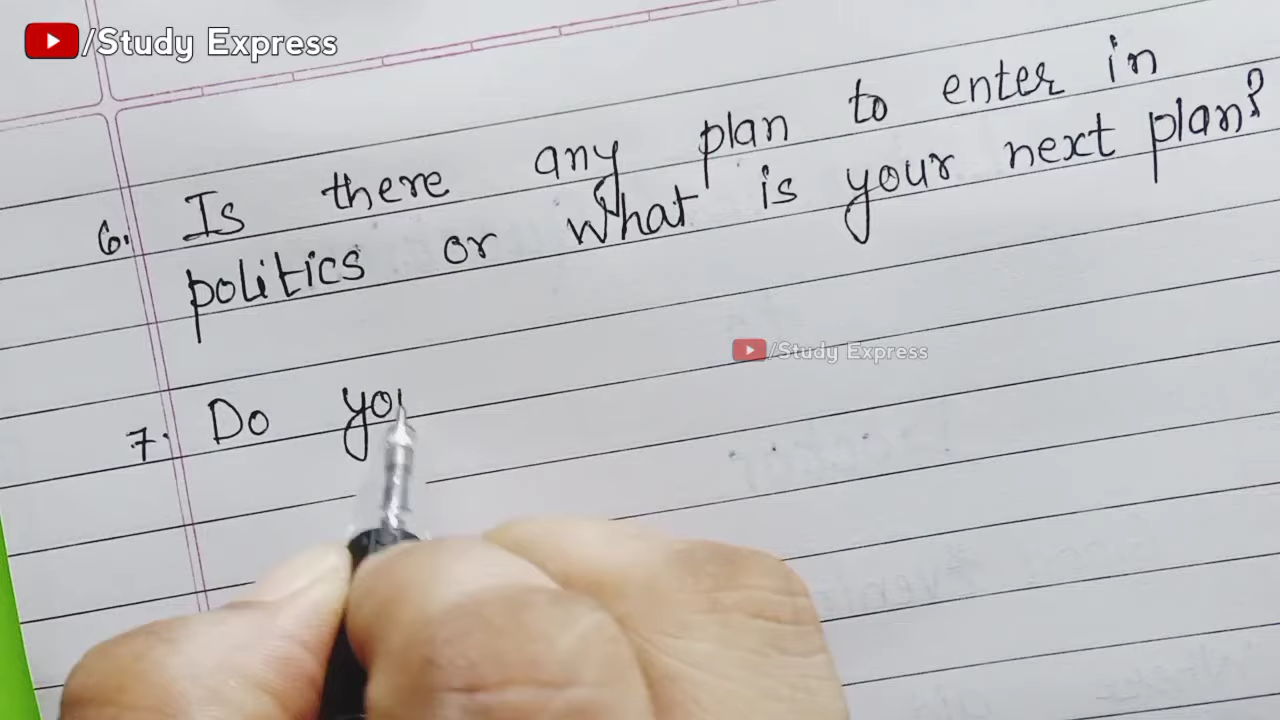 /Study Express
6. Is there any plan to enter in
politics or what is your next plan?
/Study Express
7. Do you